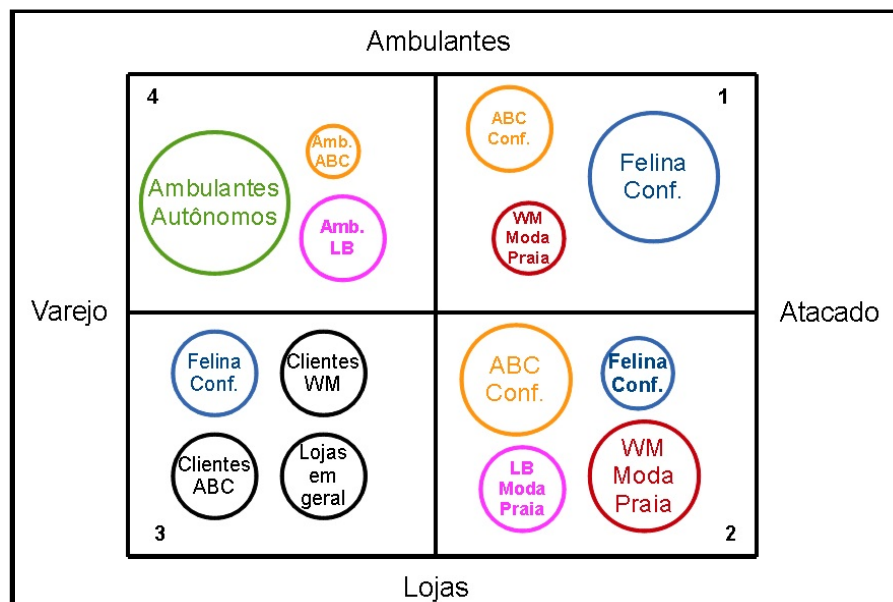 Ambulantes
4
1
Ambulantes
Autônomos
Amb.
ABC
Amb.
LB
ABC
Conf.
Felina
Conf.
WM
Moda
Praia
Varejo
Atacado
Felina
Conf.
Clientes
WM
Clientes
ABC
Lojas
em
geral
3
ABC
Conf.
Felina
Conf.
LB
Moda
Praia
WM
Moda
Praia
2
Lojas